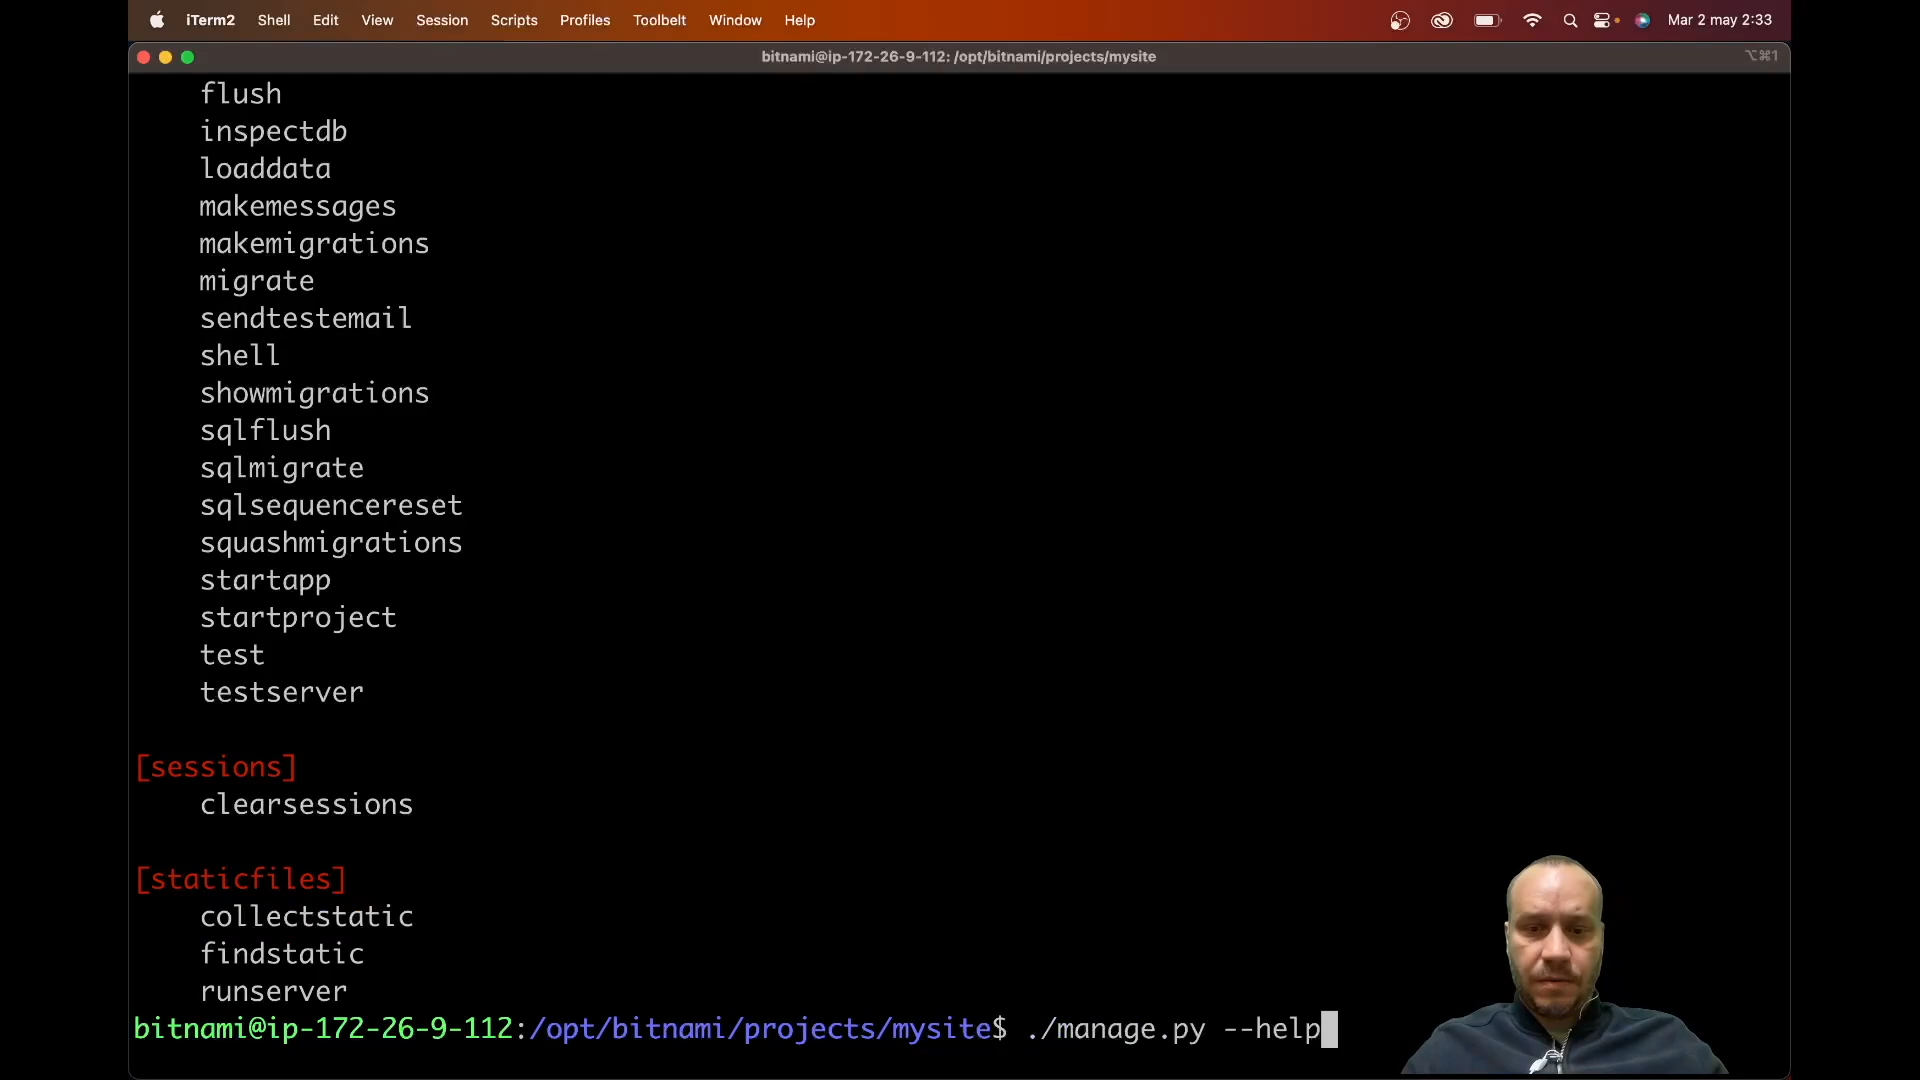 iTerm2 Shell Edit View Session Scripts Profiles Toolbelt Window Help Mar 2 may 2:33
bitnami@ip-172-26-9-112: /opt/bitnami/projects/mysite ⌥⌘1
flush
inspectdb
loaddata
makemessages
makemigrations
migrate
sendtestemail
shell
showmigrations
sqlflush
sqlmigrate
sqlsequencereset
squashmigrations
startapp
startproject
test
testserver
[sessions]
clearsessions
[staticfiles]
collectstatic
findstatic
runserver
bitnami@ip-172-26-9-112:/opt/bitnami/projects/mysite$ ./manage.py --help